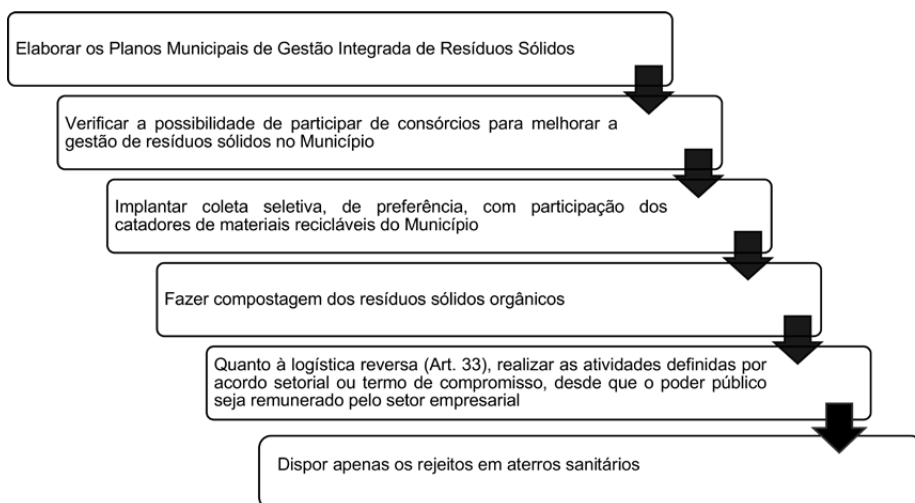 Elaborar os Planos Municipais de Gestão Integrada de Resíduos Sólidos
Verificar a possibilidade de participar de consórcios para melhorar a
gestão de resíduos sólidos no Município
Implantar coleta seletiva, de preferência, com participação dos
catadores de materiais recicláveis do Município
Fazer compostagem dos resíduos sólidos orgânicos
Quanto à logística reversa (Art. 33), realizar as atividades definidas por
acordo setorial ou termo de compromisso, desde que o poder público
seja remunerado pelo setor empresarial
Dispor apenas os rejeitos em aterros sanitários